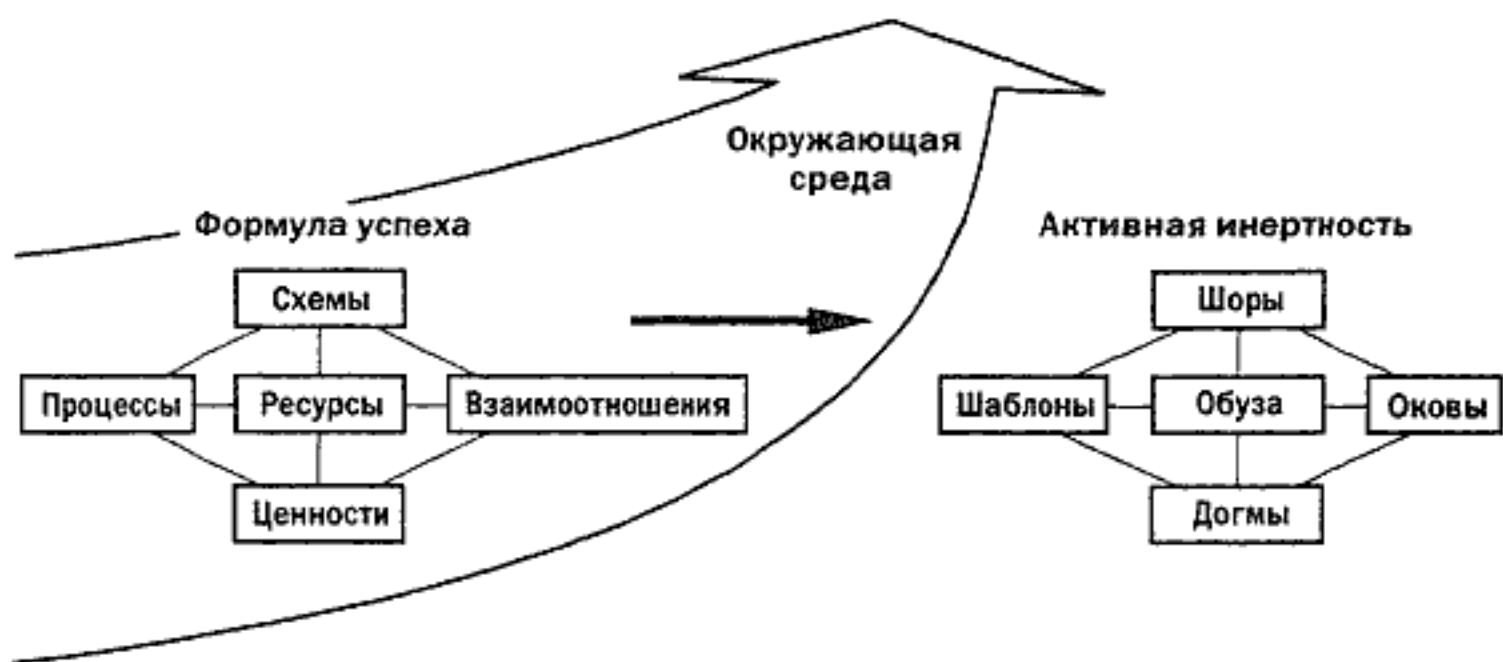 Окружающая
среда
Формула успеха
Активная инертность
Схемы
Шоры
Процессы
Ресурсы
Взаимоотношения
Шаблоны
Обуза
Оковы
Ценности
Догмы